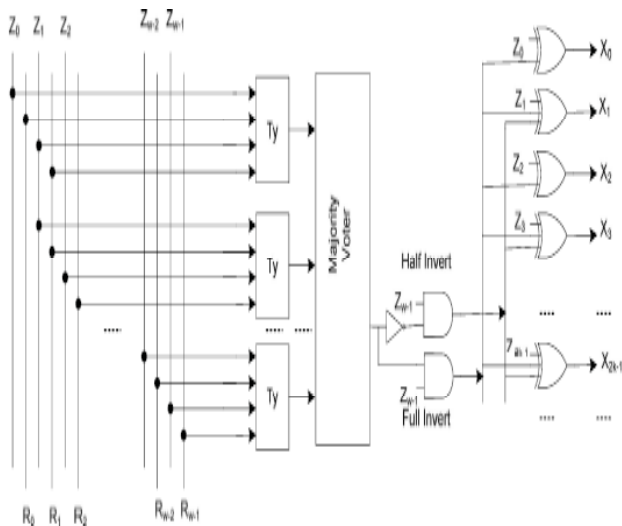 Z0 Z1 Z2 Zw-2 Zw-1
Ty
Ty
Ty
Majority
Voter
Half Invert
Zw-1
Zw-1
Full Invert
Z0 X0
Z1 X1
Z2 X2
Z3 X3
X2k-1
..... ..... .....
.... ....
.... ....
R0 R1 R2 Rw-2 Rw-1